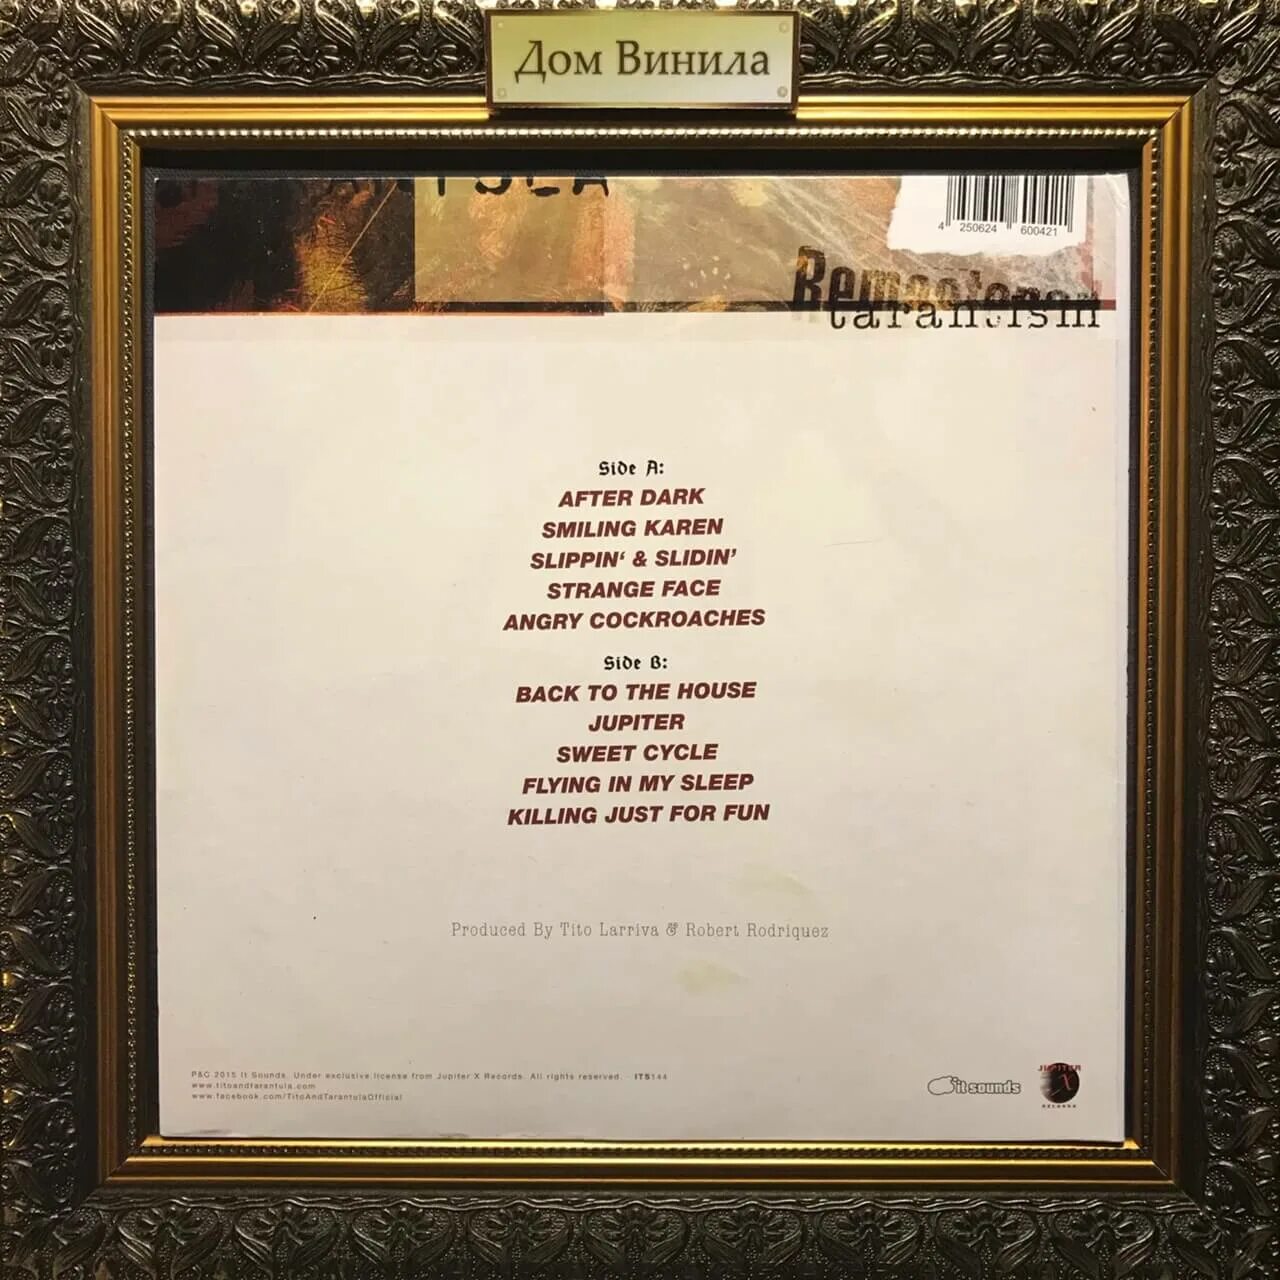 Дом Винила
4 250624 600421
Remastered
tarantism
Side A:
AFTER DARK
SMILING KAREN
SLIPPIN‘ & SLIDIN’
STRANGE FACE
ANGRY COCKROACHES
Side B:
BACK TO THE HOUSE
JUPITER
SWEET CYCLE
FLYING IN MY SLEEP
KILLING JUST FOR FUN
Produced By Tito Larriva & Robert Rodriquez
P&C 2015 It Sounds. Under exclusive license from Jupiter X Records. All rights reserved. - ITS144
www.titoandtarantula.com
www.facebook.com/TitoAndTarantulaOfficial
it sounds
JUPITER
X
RECORDS